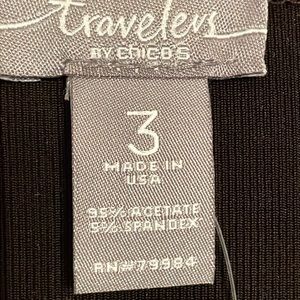 travelers
BY CHICO'S
3
MADE IN
USA
95% ACETATE
5% SPANDEX
RN#79984